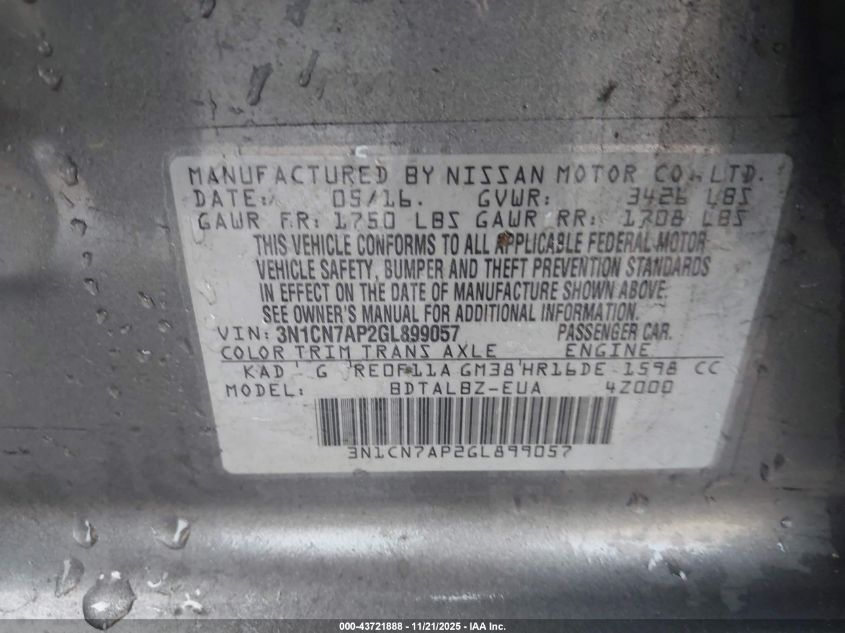 MANUFACTURED BY NISSAN MOTOR CO., LTD.
DATE: 05/16. GVWR: 3426 LBS
GAWR FR: 1750 LBS GAWR RR: 1708 LBS
THIS VEHICLE CONFORMS TO ALL APPLICABLE FEDERAL MOTOR
VEHICLE SAFETY, BUMPER AND THEFT PREVENTION STANDARDS
IN EFFECT ON THE DATE OF MANUFACTURE SHOWN ABOVE.
SEE OWNER'S MANUAL FOR ADDITIONAL INFORMATION.
VIN: 3N1CN7AP2GL899057 PASSENGER CAR.
COLOR TRIM TRANS AXLE ENGINE
KAD G RE0F11A GM38 HR16DE 1598 CC
MODEL: BDTALBZ-EUA 4Z000
3N1CN7AP2GL899057
000-43721888 - 11/21/2025 - IAA Inc.